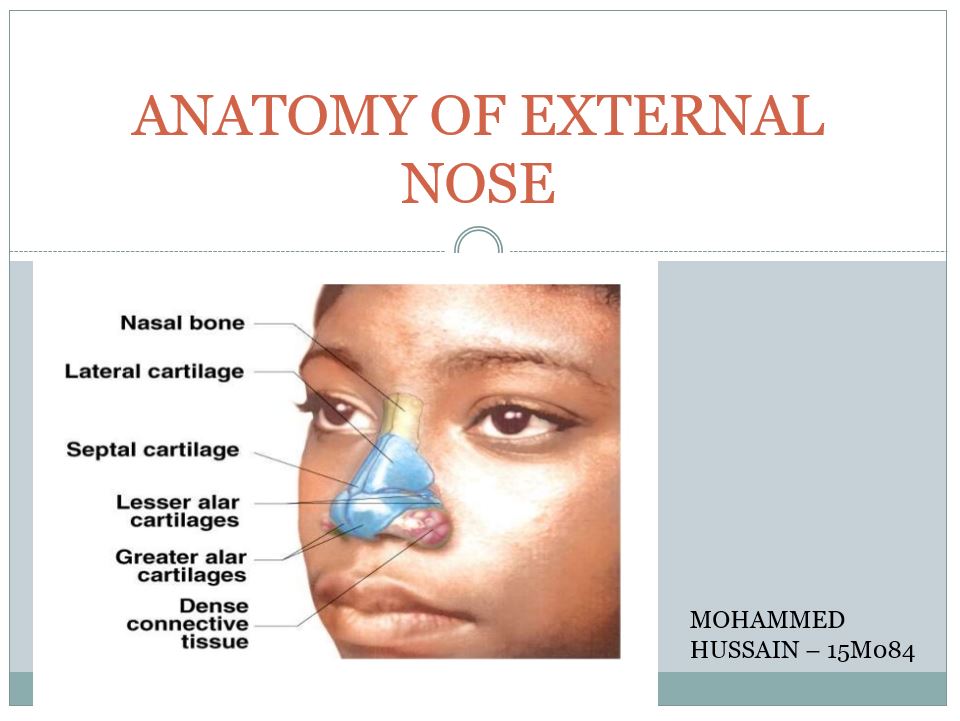 ANATOMY OF EXTERNAL
NOSE
Nasal bone
Lateral cartilage
Septal cartilage
Lesser alar
cartilages
Greater alar
cartilages
Dense
connective
tissue
MOHAMMED
HUSSAIN – 15M084